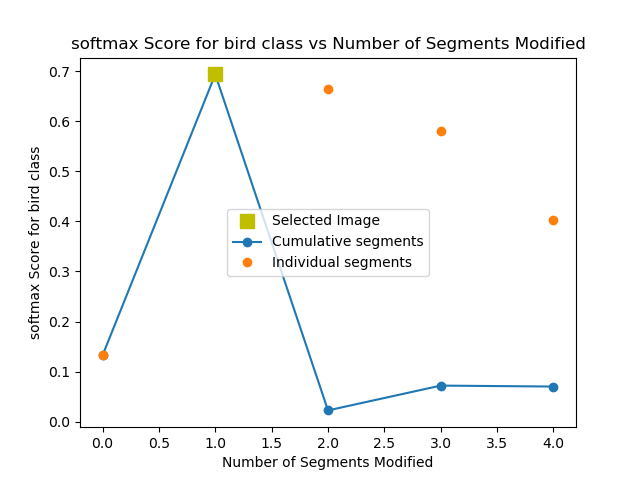 softmax Score for bird class vs Number of Segments Modified
softmax Score for bird class
0.7
0.6
0.5
0.4
0.3
0.2
0.1
0.0
Selected Image
Cumulative segments
Individual segments
0.0 0.5 1.0 1.5 2.0 2.5 3.0 3.5 4.0
Number of Segments Modified